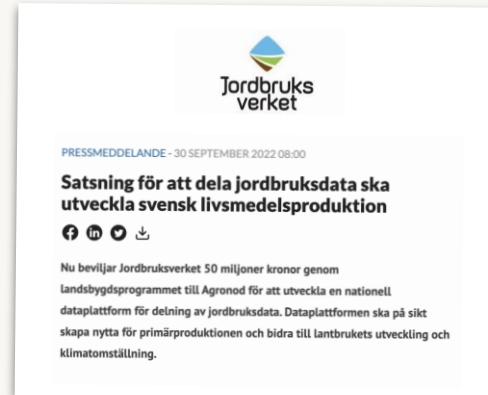 Jordbruks
verket
PRESSMEDDELANDE - 30 SEPTEMBER 2022 08:00
Satsning för att dela jordbruksdata ska
utveckla svensk livsmedelsproduktion
Nu beviljar Jordbruksverket 50 miljoner kronor genom
landsbygdsprogrammet till Agronod för att utveckla en nationell
dataplattform för delning av jordbruksdata. Dataplattformen ska på sikt
skapa nytta för primärproduktionen och bidra till lantbrukets utveckling och
klimatomställning.